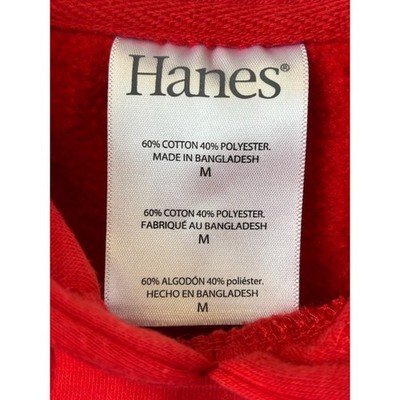 Hanes®
60% COTTON 40% POLYESTER.
MADE IN BANGLADESH
M
60% COTON 40% POLYESTER.
FABRIQUÉ AU BANGLADESH
M
60% ALGODÓN 40% poliéster.
HECHO EN BANGLADESH
M